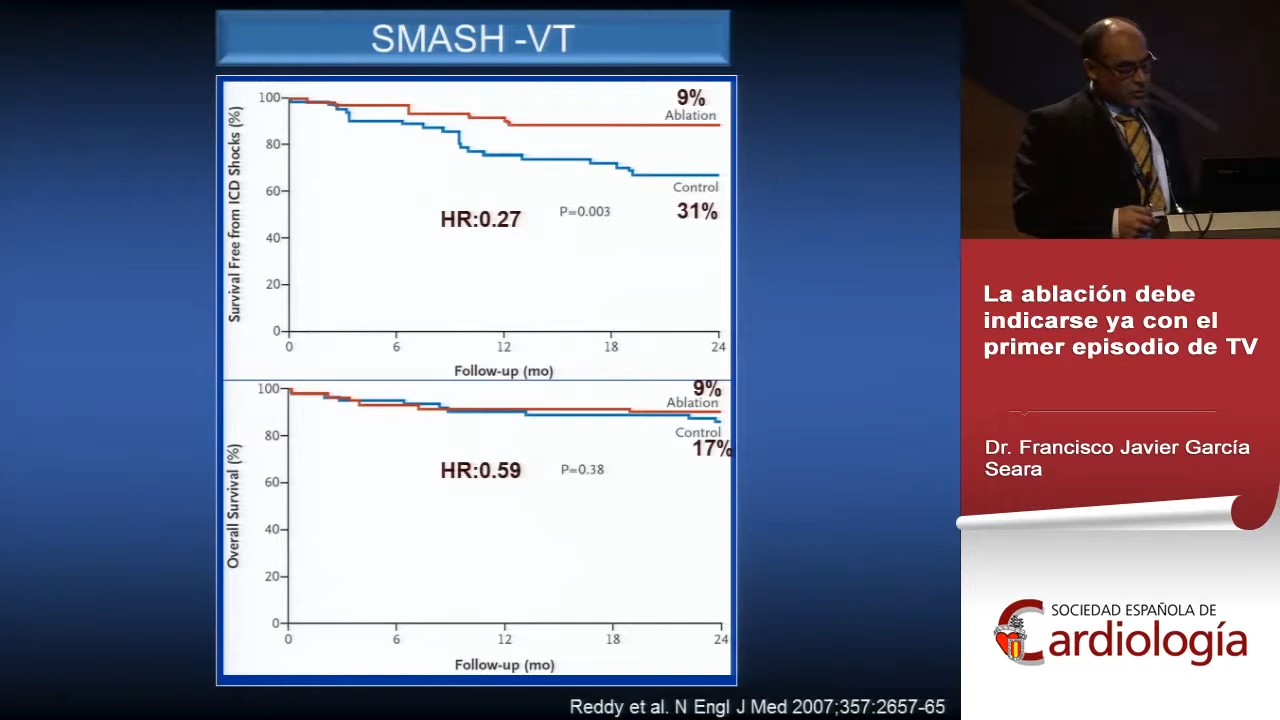 SMASH -VT
Survival Free from ICD Shocks (%)
100
80
60
40
20
0
9%
Ablation
Control
31%
HR:0.27
P=0.003
0
6
12
18
24
Follow-up (mo)
Overall Survival (%)
100
80
60
40
20
0
9%
Ablation
Control
17%
HR:0.59
P=0.38
0
6
12
18
24
Follow-up (mo)
Reddy et al. N Engl J Med 2007;357:2657-65
La ablación debe
indicarse ya con el
primer episodio de TV
Dr. Francisco Javier García
Seara
SOCIEDAD ESPAÑOLA DE
Cardiología